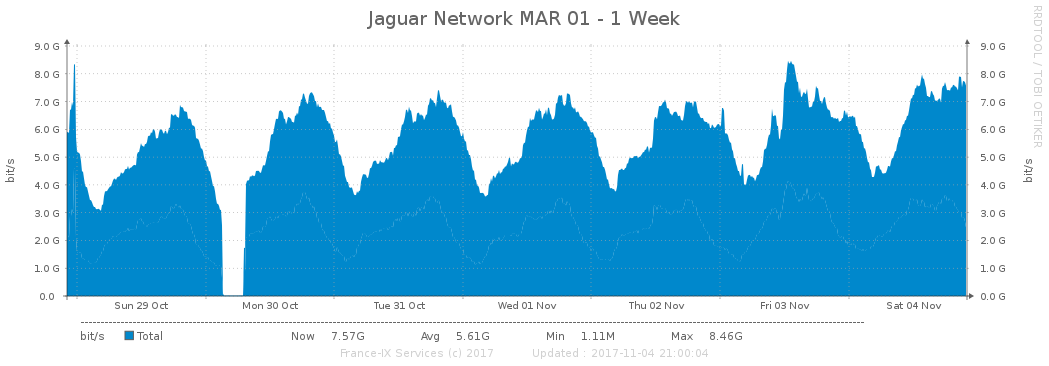 Jaguar Network MAR 01 - 1 Week
RRDTOOL / TOBI OETIKER
9.0 G 9.0 G
8.0 G 8.0 G
7.0 G 7.0 G
6.0 G 6.0 G
5.0 G 5.0 G
4.0 G 4.0 G
3.0 G 3.0 G
2.0 G 2.0 G
1.0 G 1.0 G
0.0 0.0 G
bit/s
bit/s
Sun 29 Oct Mon 30 Oct Tue 31 Oct Wed 01 Nov Thu 02 Nov Fri 03 Nov Sat 04 Nov
bit/s Total Now 7.57G Avg 5.61G Min 1.11M Max 8.46G
France-IX Services (c) 2017 Updated : 2017-11-04 21:00:04